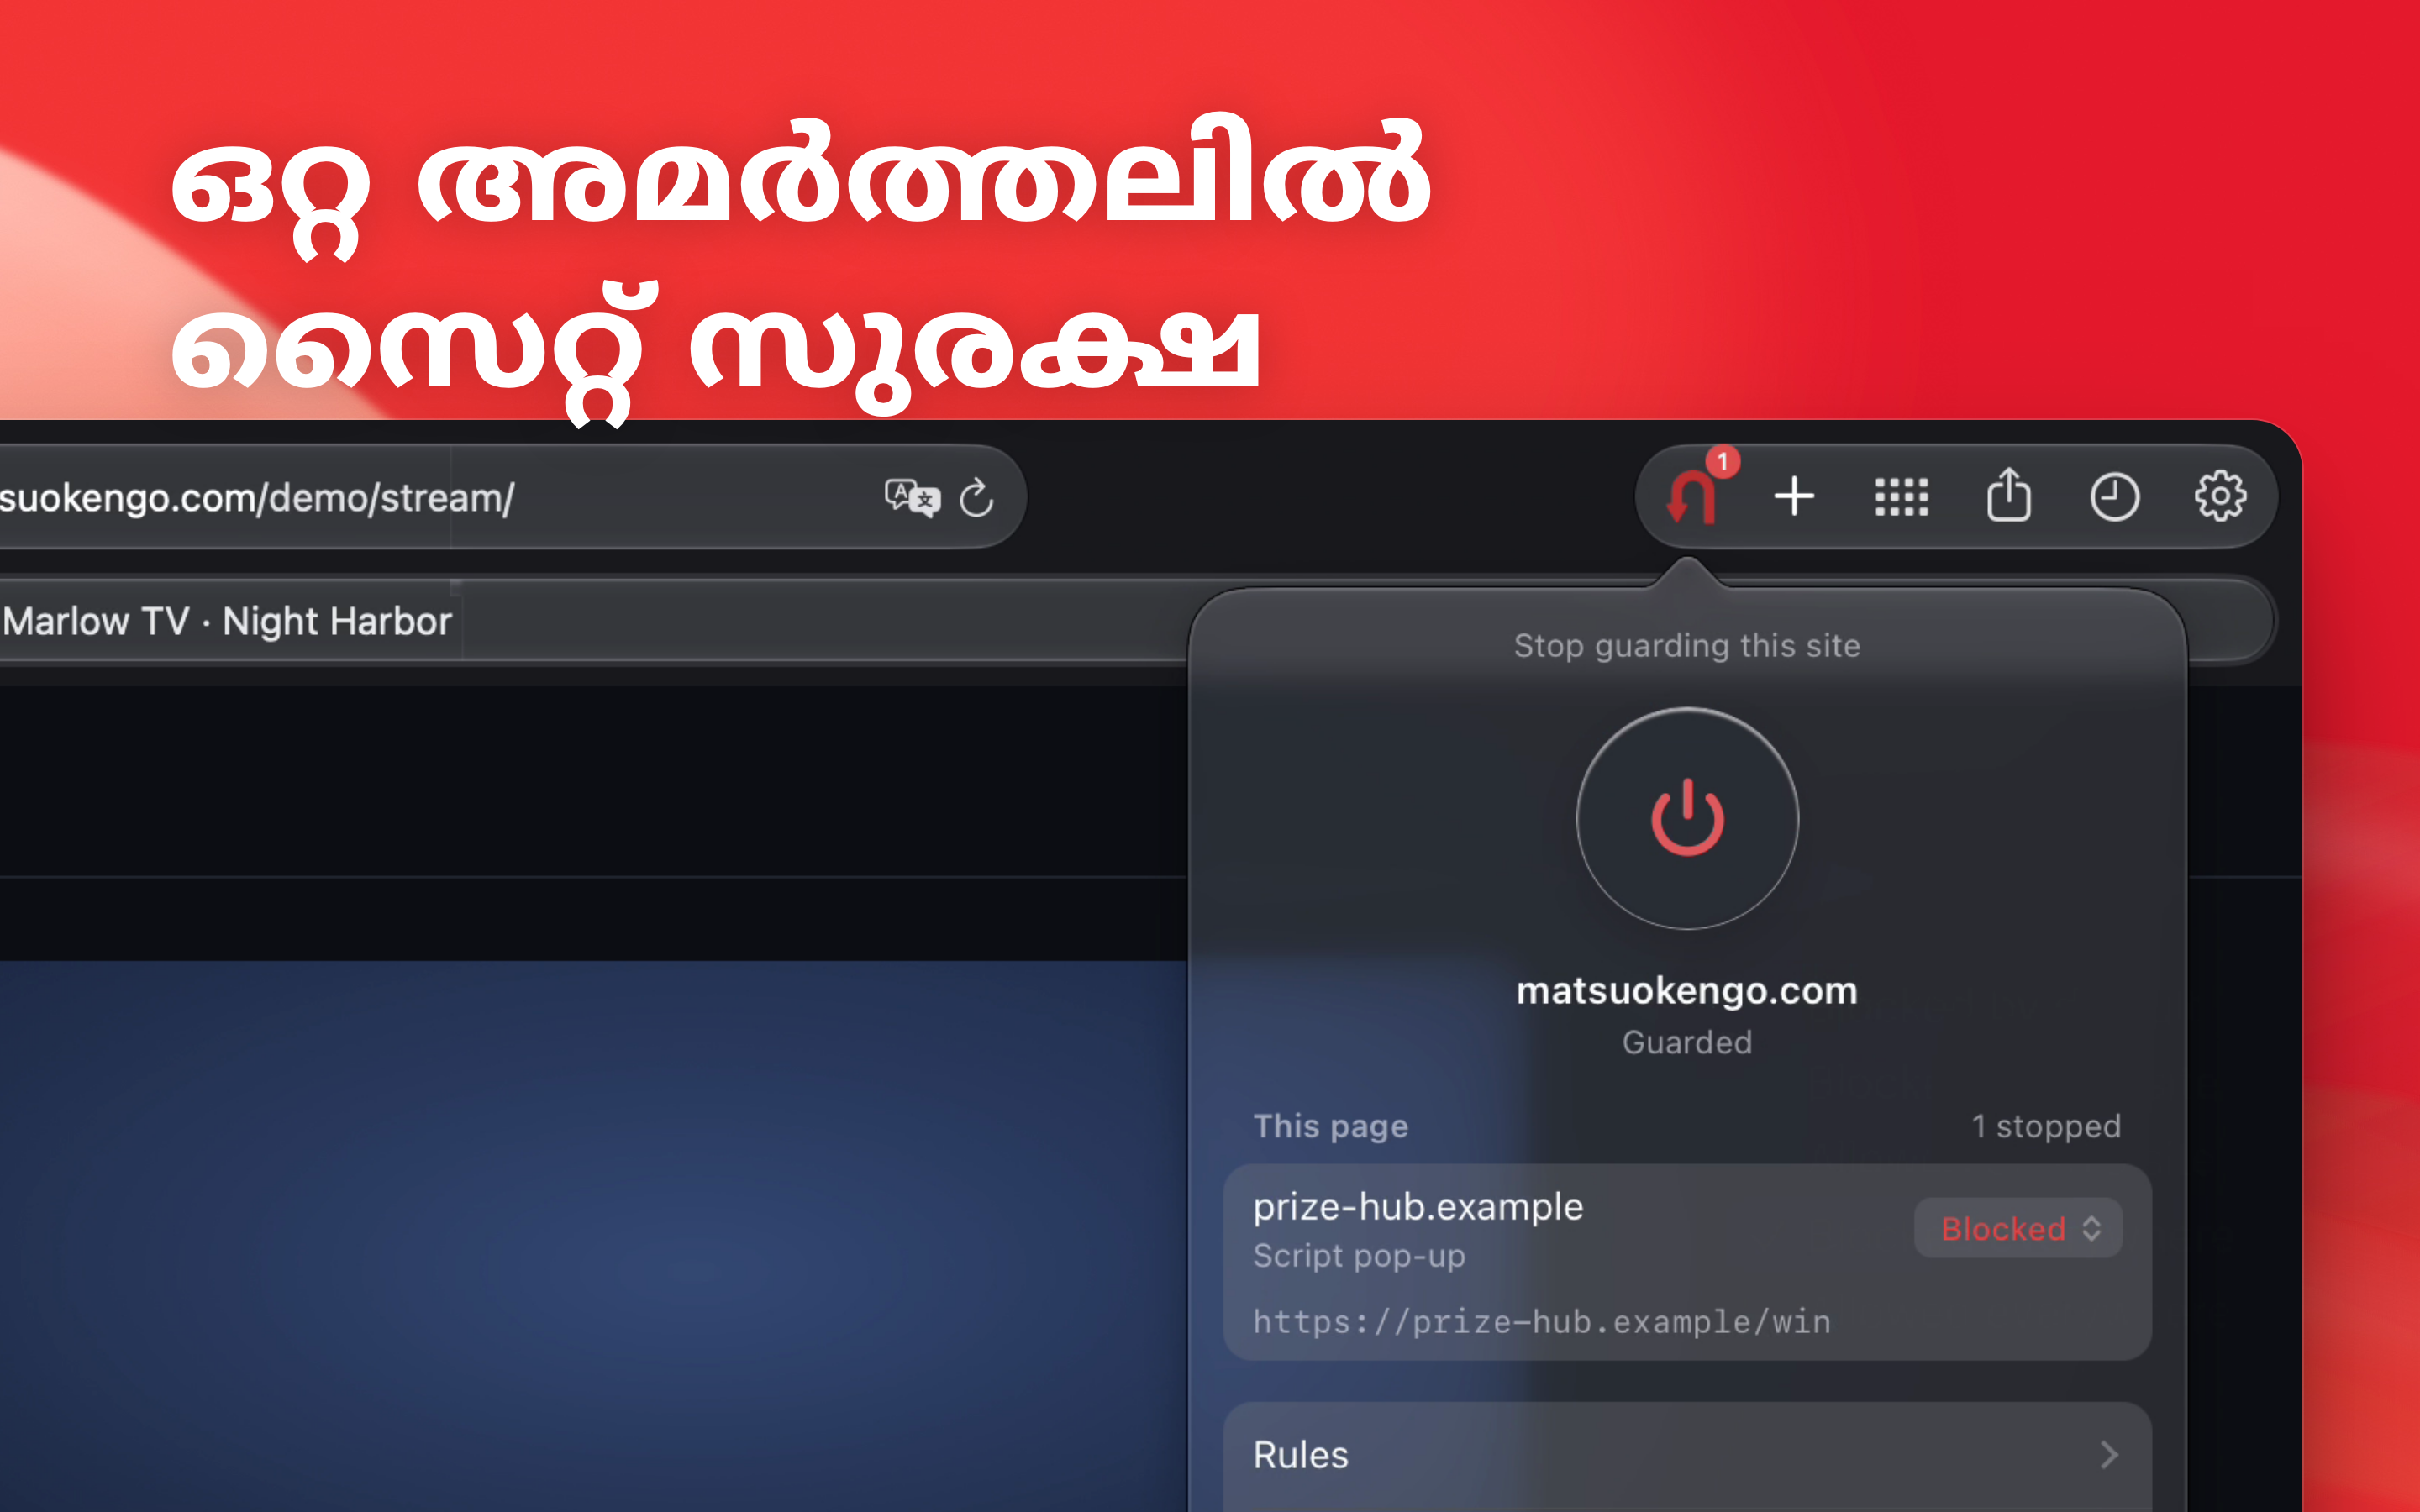 ഒറ്റ അമർത്തലിൽ
സൈറ്റ് സുരക്ഷ
suokengo.com/demo/stream/
1
Marlow TV · Night Harbor
Stop guarding this site
matsuokengo.com
Guarded
This page
1 stopped
prize-hub.example
Blocked
Script pop-up
https://prize-hub.example/win
Rules